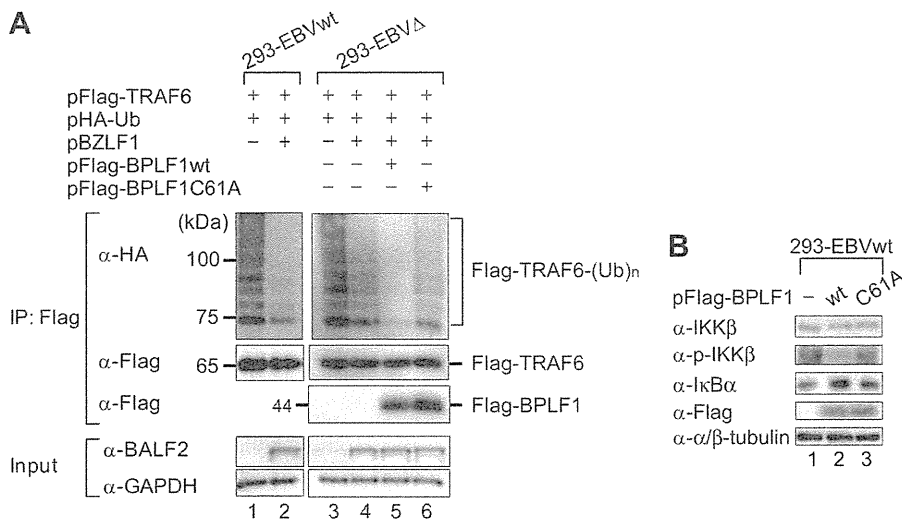 A
293-EBVwt 293-EBVΔ
pFlag-TRAF6 + + + + + +
pHA-Ub + + + + + +
pBZLF1 − + − + + +
pFlag-BPLF1wt − − + −
pFlag-BPLF1C61A − − − +
(kDa)
α-HA 100 Flag-TRAF6-(Ub)n
75
IP: Flag
α-Flag 65 Flag-TRAF6
α-Flag 44 Flag-BPLF1
Input
α-BALF2
α-GAPDH
1 2 3 4 5 6
B
293-EBVwt
pFlag-BPLF1 − wt C61A
α-IKKβ
α-p-IKKβ
α-IκBα
α-Flag
α-α/β-tubulin
1 2 3